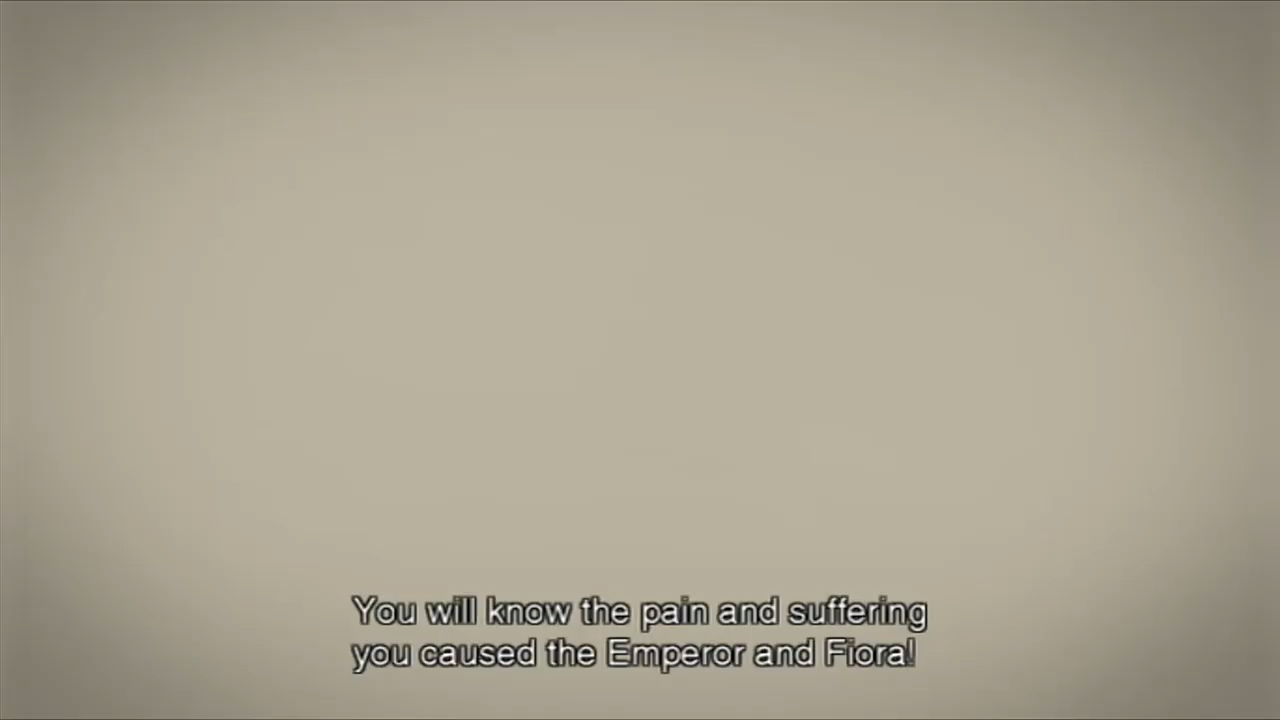 You will know the pain and suffering
you caused the Emperor and Fiora!